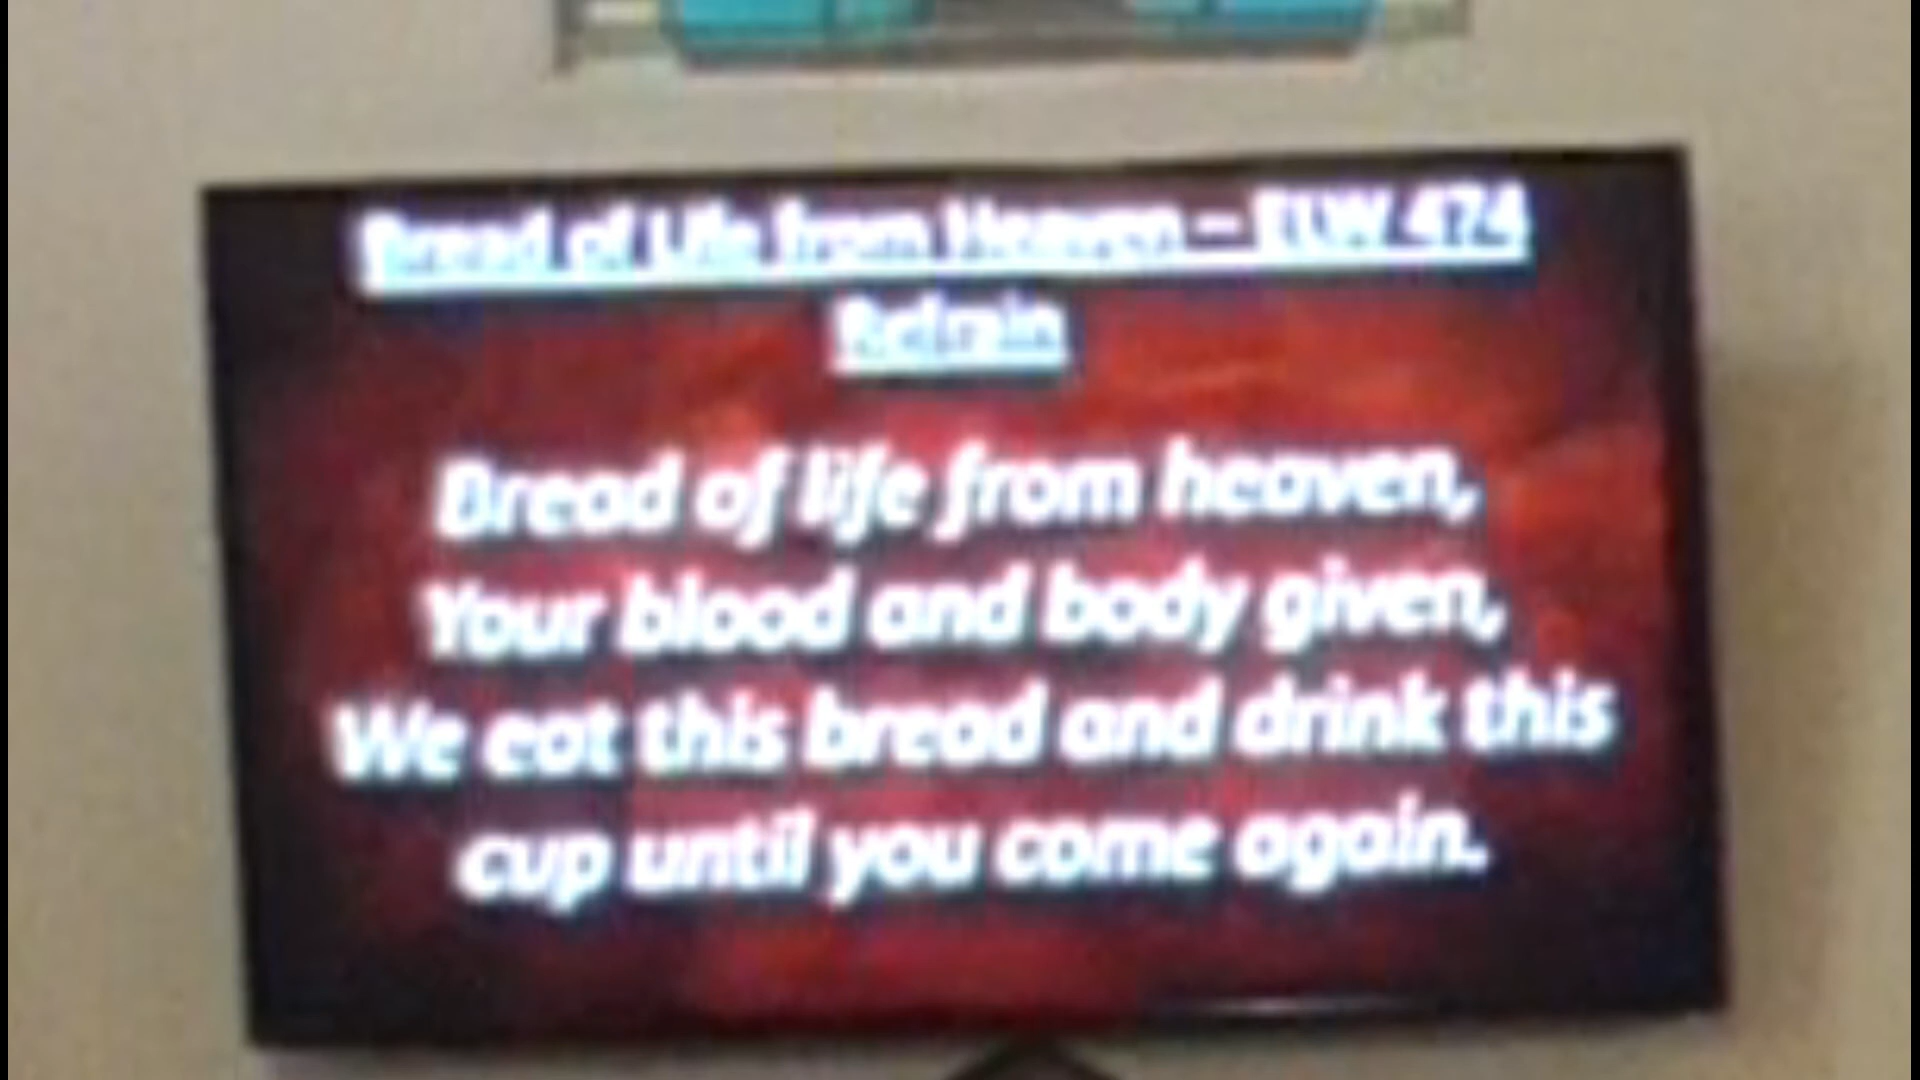 Bread of Life from Heaven – ELW 474
Refrain
Bread of life from heaven,
Your blood and body given,
We eat this bread and drink this
cup until you come again.